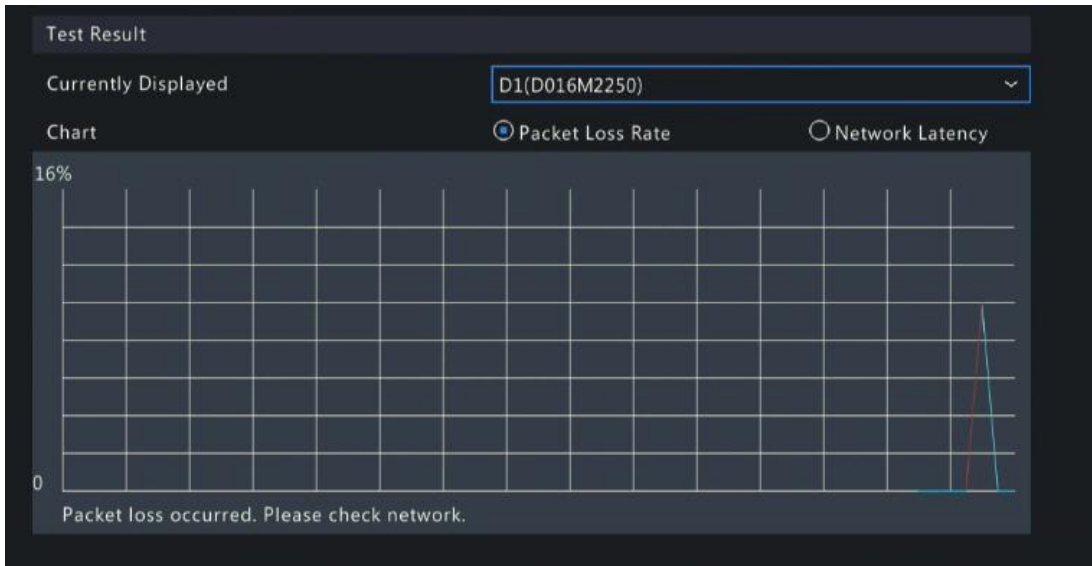 Test Result
Currently Displayed D1(D016M2250)
Chart Packet Loss Rate Network Latency
16%
0
Packet loss occurred. Please check network.